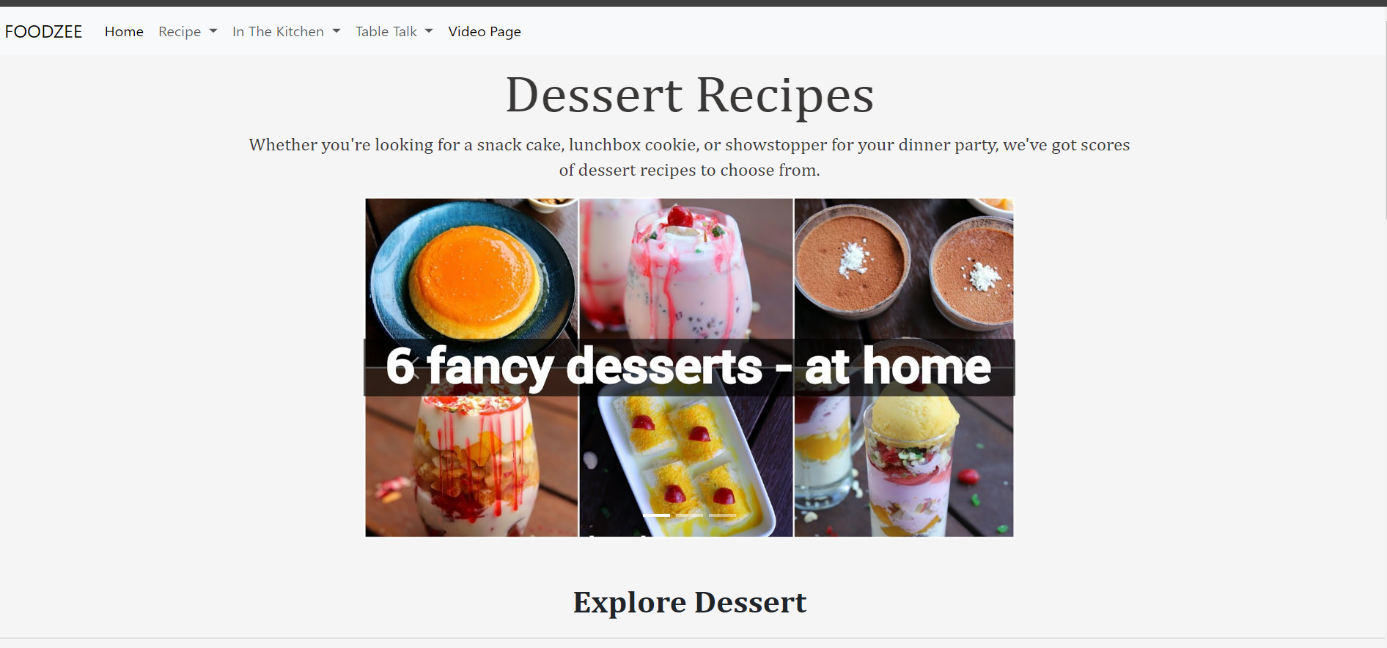 FOODZEE Home Recipe In The Kitchen Table Talk Video Page
Dessert Recipes
Whether you're looking for a snack cake, lunchbox cookie, or showstopper for your dinner party, we've got scores
of dessert recipes to choose from.
6 fancy desserts - at home
Explore Dessert